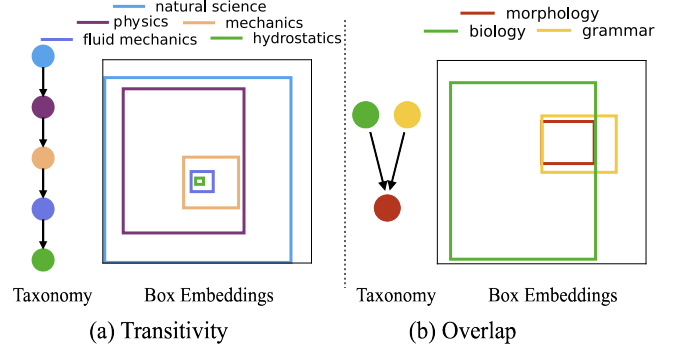 natural science
physics mechanics
fluid mechanics hydrostatics
Taxonomy Box Embeddings
(a) Transitivity
morphology
biology grammar
Taxonomy Box Embeddings
(b) Overlap